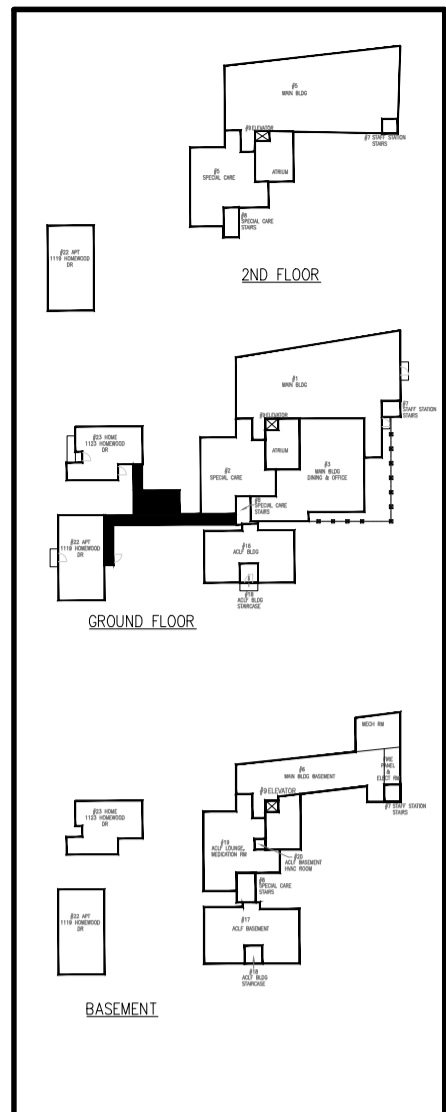 #5
MAIN BLDG
#9 ELEVATOR
#7 STAFF STATION
STAIRS
#5
SPECIAL CARE
ATRIUM
#8
SPECIAL CARE
STAIRS
#22 APT
1119 HOMEWOOD
DR
2ND FLOOR
#1
MAIN BLDG
#7
STAFF STATION
STAIRS
#9 ELEVATOR
#23 HOME
1123 HOMEWOOD
DR
ATRIUM
#3
MAIN BLDG
DINING & OFFICE
#2
SPECIAL CARE
#8
SPECIAL CARE
STAIRS
#22 APT
1119 HOMEWOOD
DR
#16
ACLF BLDG
#18
ACLF BLDG
STAIRCASE
GROUND FLOOR
MECH RM
#6
MAIN BLDG BASEMENT
FIRE
PANEL
&
ELECT RM
#9 ELEVATOR
#7 STAFF STATION
STAIRS
#23 HOME
1123 HOMEWOOD
DR
#19
ACLF LOUNGE,
MEDICATION RM
#20
ACLF BASEMENT
HVAC ROOM
#8
SPECIAL CARE
STAIRS
#22 APT
1119 HOMEWOOD
DR
#17
ACLF BASEMENT
#18
ACLF BLDG
STAIRCASE
BASEMENT